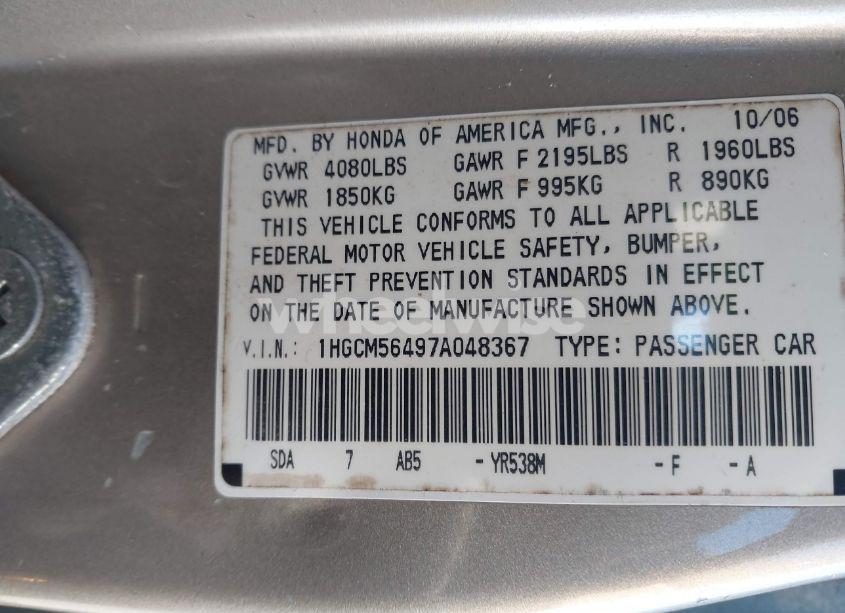 MFD. BY HONDA OF AMERICA MFG., INC. 10/06
GVWR 4080LBS GAWR F 2195LBS R 1960LBS
GVWR 1850KG GAWR F 995KG R 890KG
THIS VEHICLE CONFORMS TO ALL APPLICABLE
FEDERAL MOTOR VEHICLE SAFETY, BUMPER,
AND THEFT PREVENTION STANDARDS IN EFFECT
ON THE DATE OF MANUFACTURE SHOWN ABOVE.
wheelwise
V.I.N.: 1HGCM56497A048367 TYPE: PASSENGER CAR
SDA 7 AB5 - YR538M - F - A